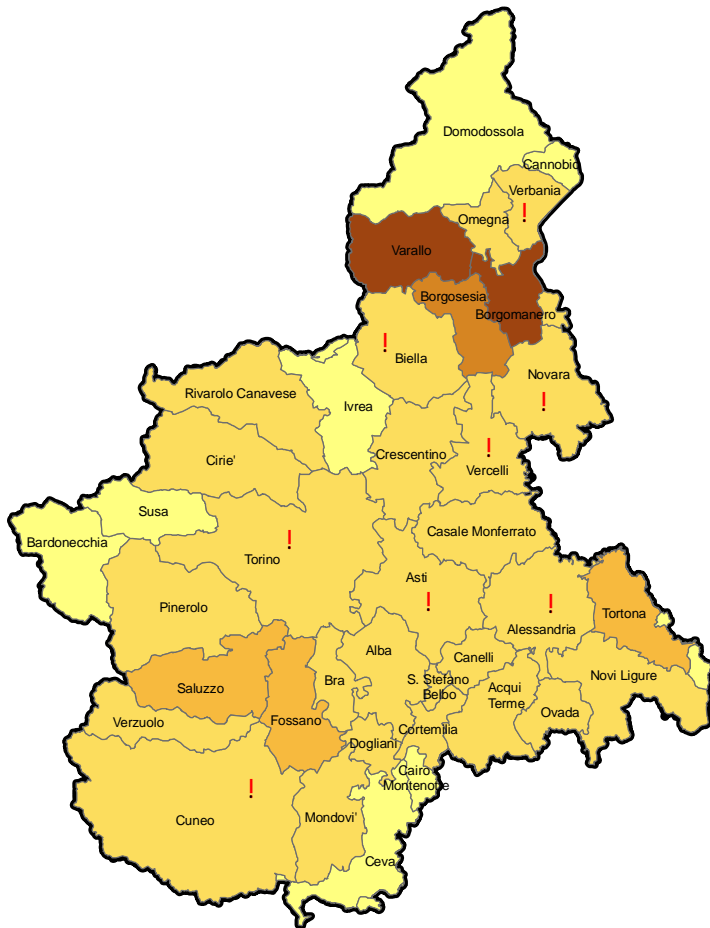 Domodossola
Cannobio
Verbania
!
Omegna
Varallo
Borgosesia
Borgomanero
!
Biella
Novara
!
Rivarolo Canavese
Ivrea
Crescentino
!
Vercelli
Cirie'
Susa
Bardonecchia
!
Torino
Casale Monferrato
Asti
!
Pinerolo
!
Alessandria
Tortona
Alba
Canelli
Saluzzo
Bra
S. Stefano
Belbo
Acqui
Terme
Novi Ligure
Verzuolo
Fossano
Dogliani
Cortemilia
Ovada
Cairo
Montenotte
!
Cuneo
Mondovi'
Ceva